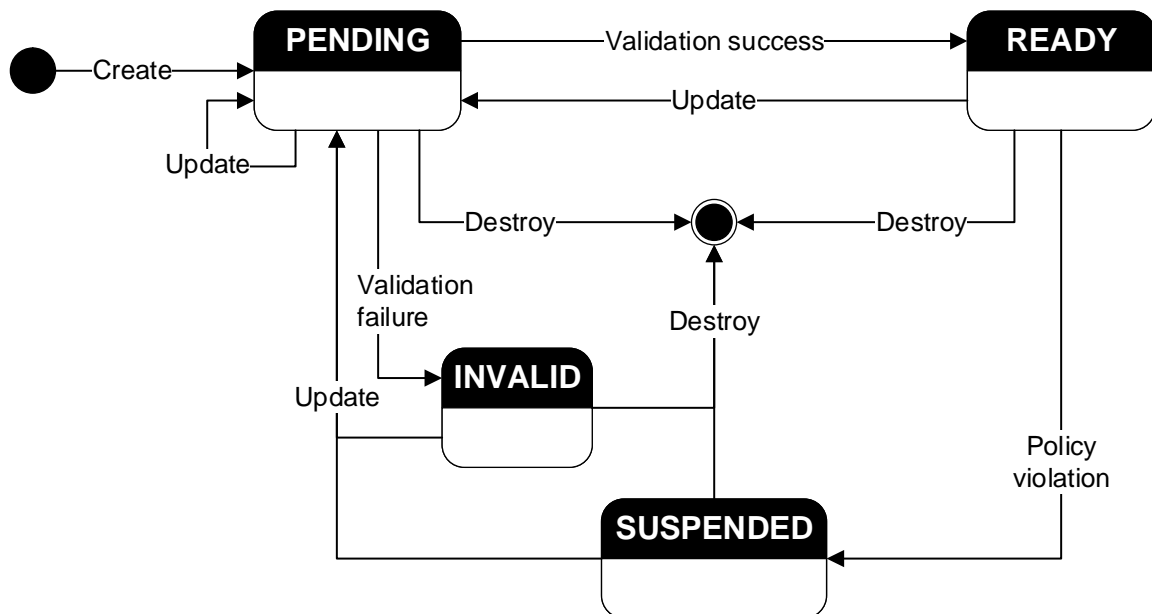 PENDING
Validation success
READY
Create
Update
Update
Destroy
Destroy
Validation
failure
Destroy
INVALID
Update
Policy
violation
SUSPENDED